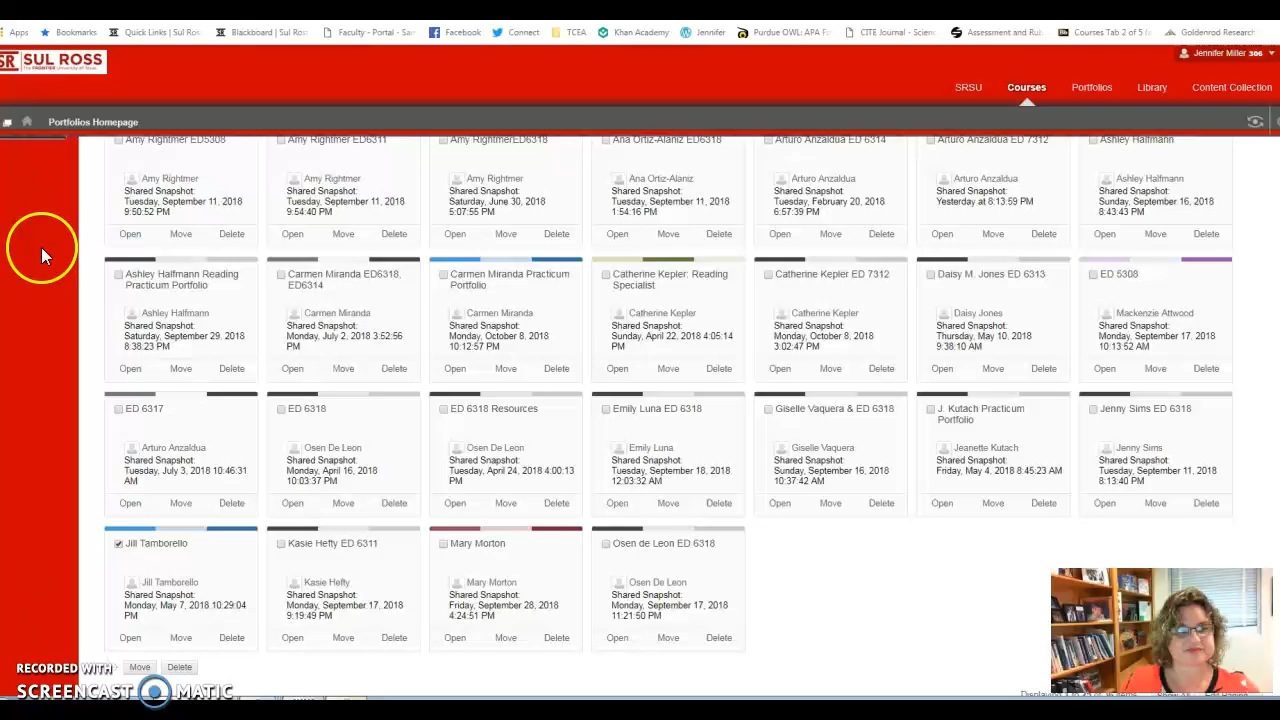 Apps Bookmarks Quick Links | Sul Ros Blackboard | Sul Ros Faculty - Portal - Sam Facebook Connect TCEA Khan Academy Jennifer Purdue OWL: APA Fo CITE Journal - Scienc Assessment and Rub Courses Tab 2 of 5 fe Goldenrod Research
SR SUL ROSS
Jennifer Miller 306
SRSU Courses Portfolios Library Content Collection
Portfolios Homepage
Amy Rightmer ED5308 Amy Rightmer ED6311 Amy RightmerED6318 Ana Ortiz-Alaniz ED6318 Arturo Anzaldua ED 6314 Arturo Anzaldua ED 7312 Ashley Halfmann
Amy Rightmer Amy Rightmer Amy Rightmer Ana Ortiz-Alaniz Arturo Anzaldua Arturo Anzaldua Ashley Halfmann
Shared Snapshot: Shared Snapshot: Shared Snapshot: Shared Snapshot: Shared Snapshot: Shared Snapshot: Shared Snapshot:
Tuesday, September 11, 2018 Tuesday, September 11, 2018 Saturday, June 30, 2018 Tuesday, September 11, 2018 Tuesday, February 20, 2018 Yesterday at 8:13:59 PM Sunday, September 16, 2018
9:50:52 PM 9:54:40 PM 5:07:55 PM 1:54:16 PM 6:57:39 PM 8:43:43 PM
Open Move Delete Open Move Delete Open Move Delete Open Move Delete Open Move Delete Open Move Delete Open Move Delete
Ashley Halfmann Reading Carmen Miranda ED6318, Carmen Miranda Practicum Catherine Kepler: Reading Catherine Kepler ED 7312 Daisy M. Jones ED 6313 ED 5308
Practicum Portfolio ED6314 Portfolio Specialist
Ashley Halfmann Carmen Miranda Carmen Miranda Catherine Kepler Catherine Kepler Daisy Jones Mackenzie Attwood
Shared Snapshot: Shared Snapshot: Shared Snapshot: Shared Snapshot: Shared Snapshot: Shared Snapshot: Shared Snapshot:
Saturday, September 29, 2018 Monday, July 2, 2018 3:52:56 Monday, October 8, 2018 Sunday, April 22, 2018 4:05:14 Monday, October 8, 2018 Thursday, May 10, 2018 Monday, September 17, 2018
8:38:23 PM PM 10:12:57 PM PM 3:02:47 PM 9:38:10 AM 10:13:52 AM
Open Move Delete Open Move Delete Open Move Delete Open Move Delete Open Move Delete Open Move Delete Open Move Delete
ED 6317 ED 6318 ED 6318 Resources Emily Luna ED 6318 Giselle Vaquera & ED 6318 J. Kutach Practicum Jenny Sims ED 6318
Portfolio
Arturo Anzaldua Osen De Leon Osen De Leon Emily Luna Giselle Vaquera Jeanette Kutach Jenny Sims
Shared Snapshot: Shared Snapshot: Shared Snapshot: Shared Snapshot: Shared Snapshot: Shared Snapshot: Shared Snapshot:
Tuesday, July 3, 2018 10:46:31 Monday, April 16, 2018 Tuesday, April 24, 2018 4:00:13 Tuesday, September 18, 2018 Sunday, September 16, 2018 Friday, May 4, 2018 8:45:23 AM Tuesday, September 11, 2018
AM 10:03:37 PM PM 12:03:32 AM 10:37:42 AM 8:13:40 PM
Open Move Delete Open Move Delete Open Move Delete Open Move Delete Open Move Delete Open Move Delete Open Move Delete
Jill Tamborello Kasie Hefty ED 6311 Mary Morton Osen de Leon ED 6318
Jill Tamborello Kasie Hefty Mary Morton Osen De Leon
Shared Snapshot: Shared Snapshot: Shared Snapshot: Shared Snapshot:
Monday, May 7, 2018 10:29:04 Monday, September 17, 2018 Friday, September 28, 2018 Monday, September 17, 2018
PM 9:19:49 PM 4:24:51 PM 11:21:50 PM
Open Move Delete Open Move Delete Open Move Delete Open Move Delete
RECORDED WITH Move Delete
SCREENCAST MATIC